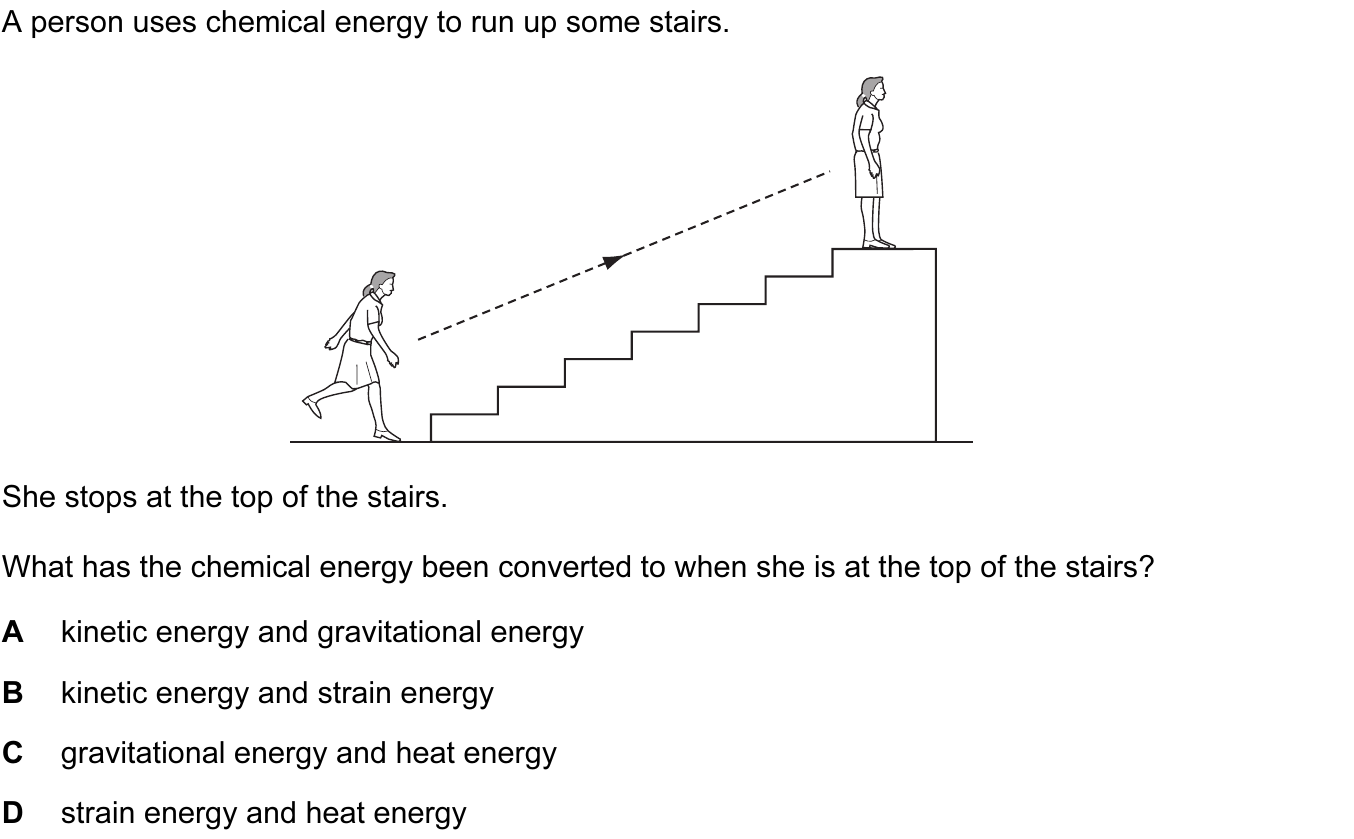 A person uses chemical energy to run up some stairs.
She stops at the top of the stairs.
What has the chemical energy been converted to when she is at the top of the stairs?
A kinetic energy and gravitational energy
B kinetic energy and strain energy
C gravitational energy and heat energy
D strain energy and heat energy